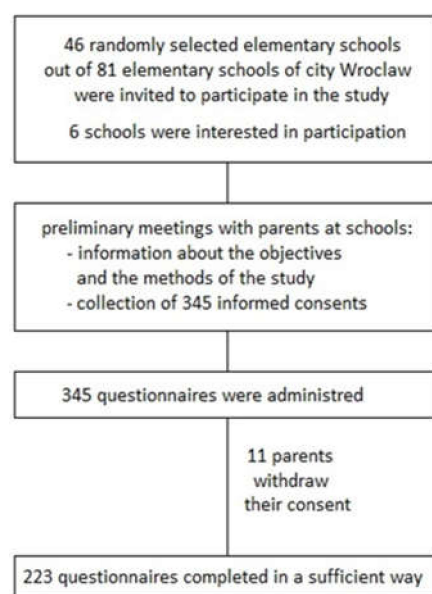 46 randomly selected elementary schools
out of 81 elementary schools of city Wroclaw
were invited to participate in the study
6 schools were interested in participation
preliminary meetings with parents at schools:
- information about the objectives
and the methods of the study
- collection of 345 informed consents
345 questionnaires were administred
11 parents
withdraw
their consent
223 questionnaires completed in a sufficient way